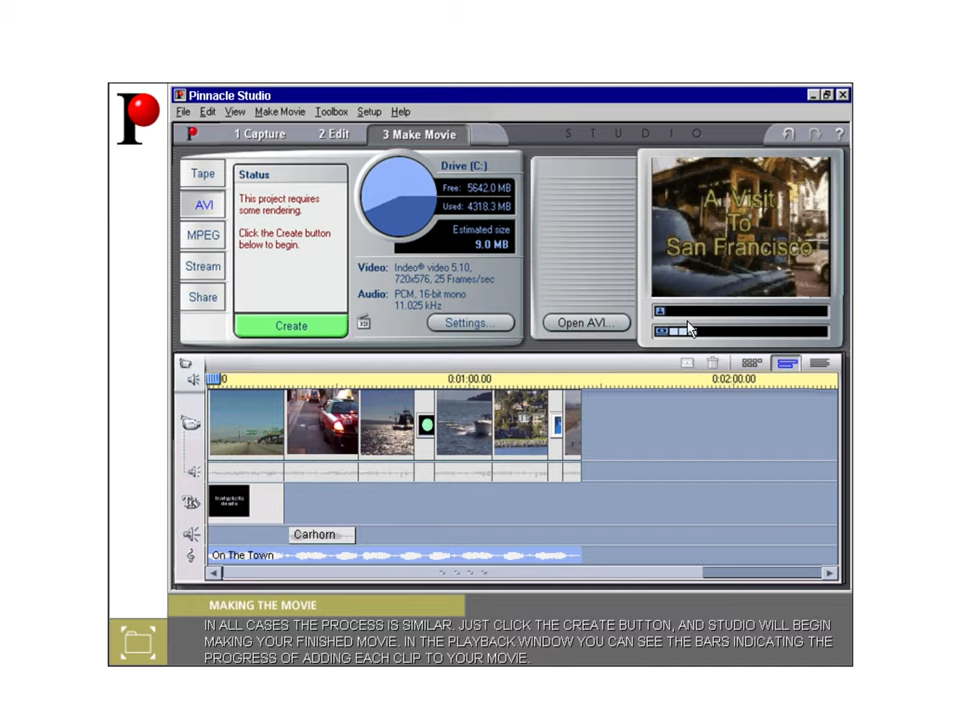 Pinnacle Studio
File Edit View Make Movie Toolbox Setup Help
1 Capture 2 Edit 3 Make Movie S T U D I O ?
Tape
AVI
MPEG
Stream
Share
Status
This project requires
some rendering.
Click the Create button
below to begin.
Create
Drive (C:)
Free: 5642.0 MB
Used: 4318.3 MB
Estimated size
9.0 MB
Video: Indeo® video 5.10,
720x576, 25 Frames/sec
Audio: PCM, 16-bit mono
11.025 kHz
Settings...
Open AVI...
A Visit
To
San Francisco
0 0:01:00.00 0:02:00.00
Carhorn
On The Town
MAKING THE MOVIE
IN ALL CASES THE PROCESS IS SIMILAR. JUST CLICK THE CREATE BUTTON, AND STUDIO WILL BEGIN
MAKING YOUR FINISHED MOVIE. IN THE PLAYBACK WINDOW YOU CAN SEE THE BARS INDICATING THE
PROGRESS OF ADDING EACH CLIP TO YOUR MOVIE.